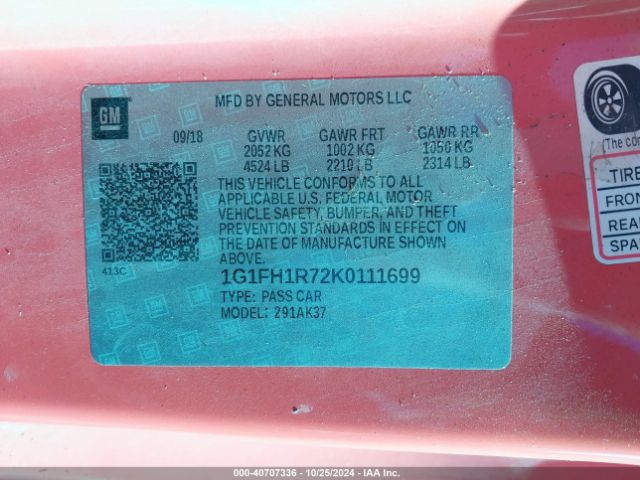 GM
MFD BY GENERAL MOTORS LLC
09/18 GVWR GAWR FRT GAWR RR
2052 KG 1002 KG 1050 KG
4524 LB 2210 LB 2314 LB
THIS VEHICLE CONFORMS TO ALL
APPLICABLE U.S. FEDERAL MOTOR
VEHICLE SAFETY, BUMPER, AND THEFT
PREVENTION STANDARDS IN EFFECT ON
THE DATE OF MANUFACTURE SHOWN
ABOVE.
413C
1G1FH1R72K0111699
TYPE: PASS CAR
MODEL: 291AK37
(The co
TIRE
FRON
REA
SPA
000-40707336 - 10/25/2024 - IAA Inc.